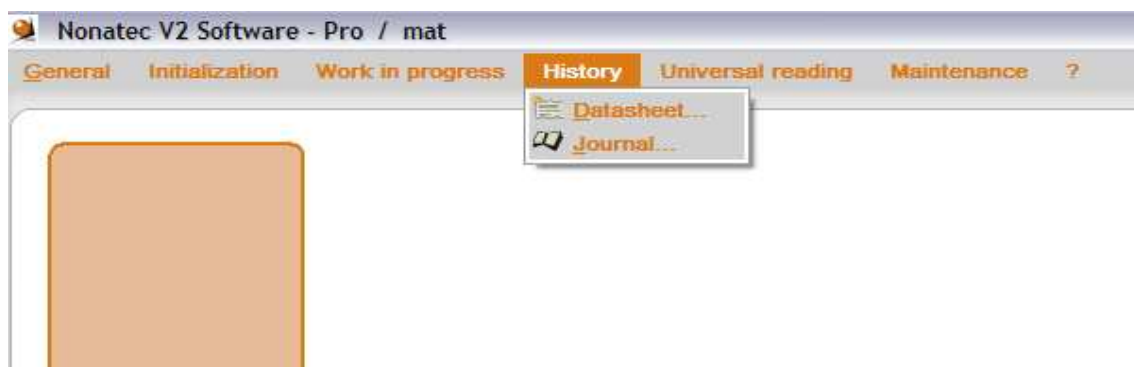 Nonatec V2 Software - Pro / mat
General Initialization Work in progress History Universal reading Maintenance ?
Datasheet...
Journal...